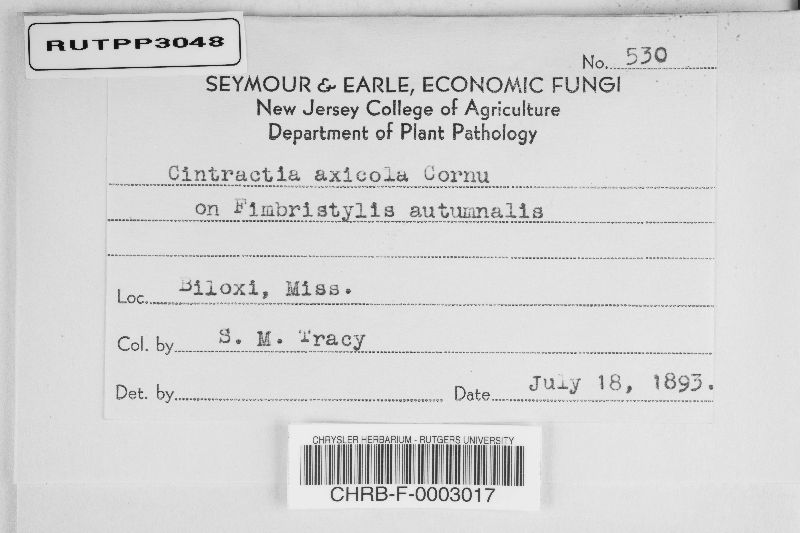 RUTPP3048
No. 530
SEYMOUR & EARLE, ECONOMIC FUNGI
New Jersey College of Agriculture
Department of Plant Pathology
Cintractia axicola Cornu
on Fimbristylis autumnalis
Loc. Biloxi, Miss.
Col. by S. M. Tracy
Det. by Date July 18, 1893.
CHRYSLER HERBARIUM - RUTGERS UNIVERSITY
CHRB-F-0003017